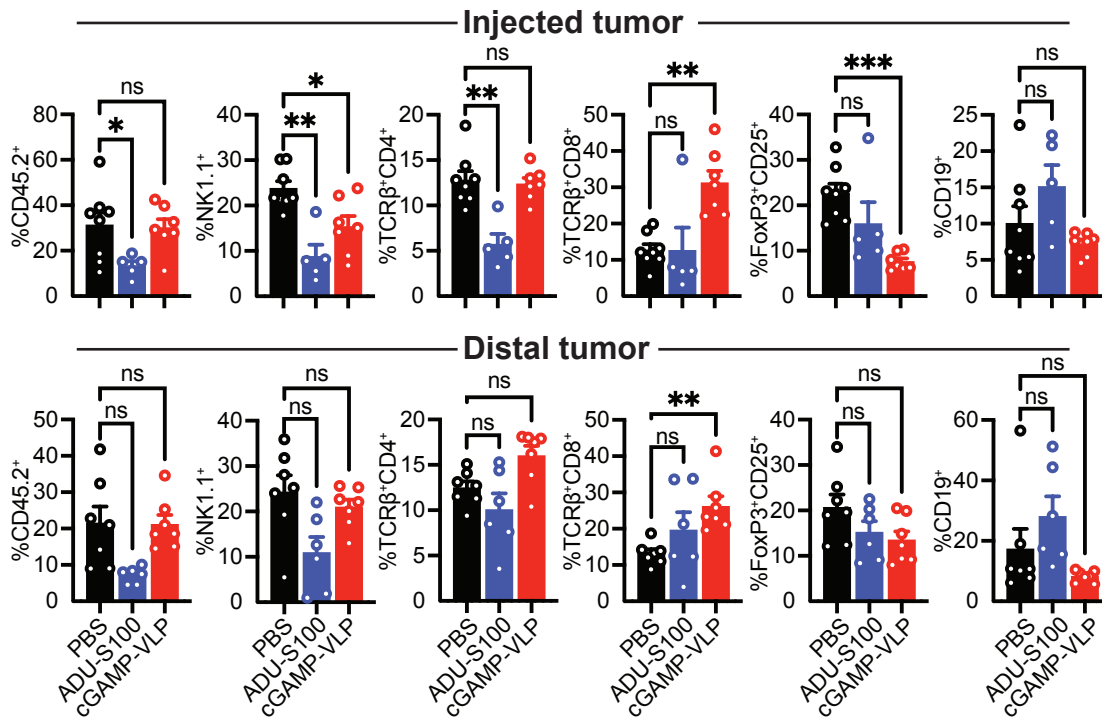 Injected tumor
ns
*
%CD45.2⁺
80
60
40
20
0
*
**
%NK1.1⁺
40
30
20
10
0
ns
**
%TCRβ⁺CD4⁺
20
15
10
5
0
**
ns
%TCRβ⁺CD8⁺
50
40
30
20
10
0
***
ns
%FoxP3⁺CD25⁺
40
30
20
10
0
ns
ns
%CD19⁺
25
20
15
10
5
0
Distal tumor
ns
ns
%CD45.2⁺
50
40
30
20
10
0
ns
ns
%NK1.1⁺
40
30
20
10
0
ns
ns
%TCRβ⁺CD4⁺
20
15
10
5
0
**
ns
%TCRβ⁺CD8⁺
50
40
30
20
10
0
ns
ns
%FoxP3⁺CD25⁺
40
30
20
10
0
ns
ns
%CD19⁺
60
40
20
0
PBS
ADU-S100
cGAMP-VLP
PBS
ADU-S100
cGAMP-VLP
PBS
ADU-S100
cGAMP-VLP
PBS
ADU-S100
cGAMP-VLP
PBS
ADU-S100
cGAMP-VLP
PBS
ADU-S100
cGAMP-VLP